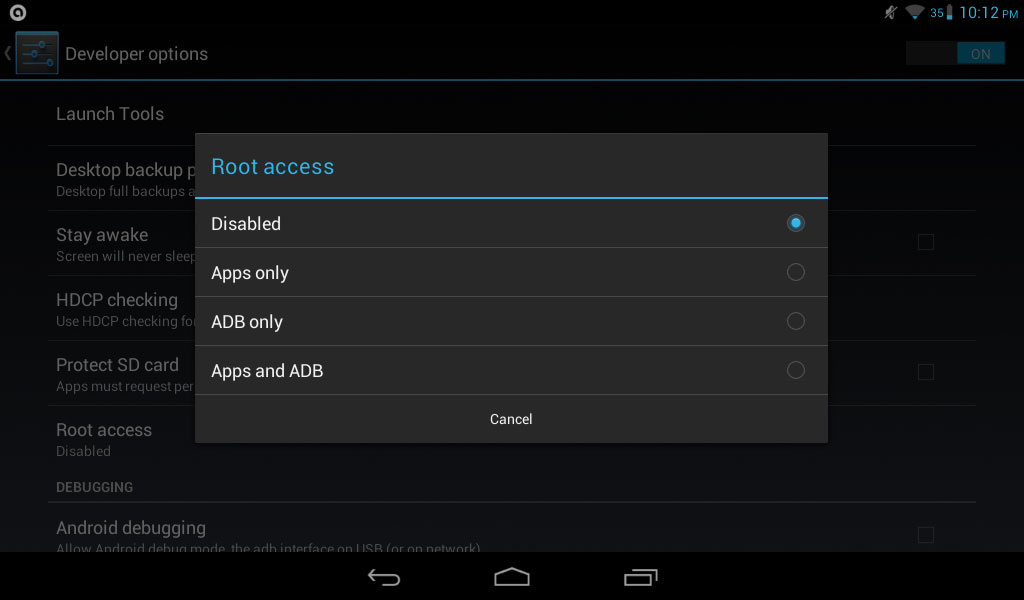 35 10:12 PM
Developer options
ON
Launch Tools
Desktop backup p
Desktop full backups a
Stay awake
Screen will never sleep
HDCP checking
Use HDCP checking for
Protect SD card
Apps must request per
Root access
Disabled
DEBUGGING
Android debugging
Allow Android debug mode, the adb interface on USB (or on network)
Root access
Disabled
Apps only
ADB only
Apps and ADB
Cancel